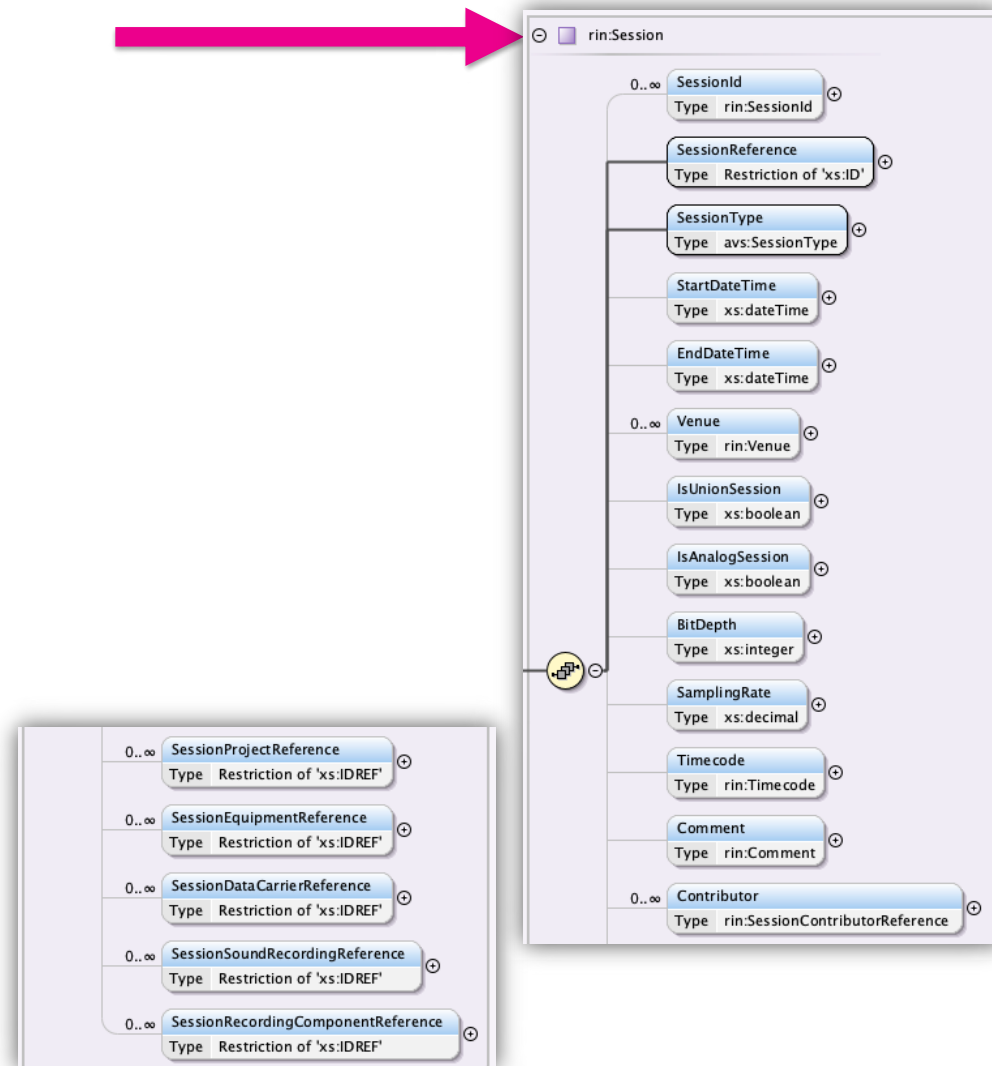 rin:Session
0..∞ SessionId
Type rin:SessionId
SessionReference
Type Restriction of 'xs:ID'
SessionType
Type avs:SessionType
StartDateTime
Type xs:dateTime
EndDateTime
Type xs:dateTime
0..∞ Venue
Type rin:Venue
IsUnionSession
Type xs:boolean
IsAnalogSession
Type xs:boolean
BitDepth
Type xs:integer
SamplingRate
Type xs:decimal
Timecode
Type rin:Timecode
Comment
Type rin:Comment
0..∞ Contributor
Type rin:SessionContributorReference
0..∞ SessionProjectReference
Type Restriction of 'xs:IDREF'
0..∞ SessionEquipmentReference
Type Restriction of 'xs:IDREF'
0..∞ SessionDataCarrierReference
Type Restriction of 'xs:IDREF'
0..∞ SessionSoundRecordingReference
Type Restriction of 'xs:IDREF'
0..∞ SessionRecordingComponentReference
Type Restriction of 'xs:IDREF'